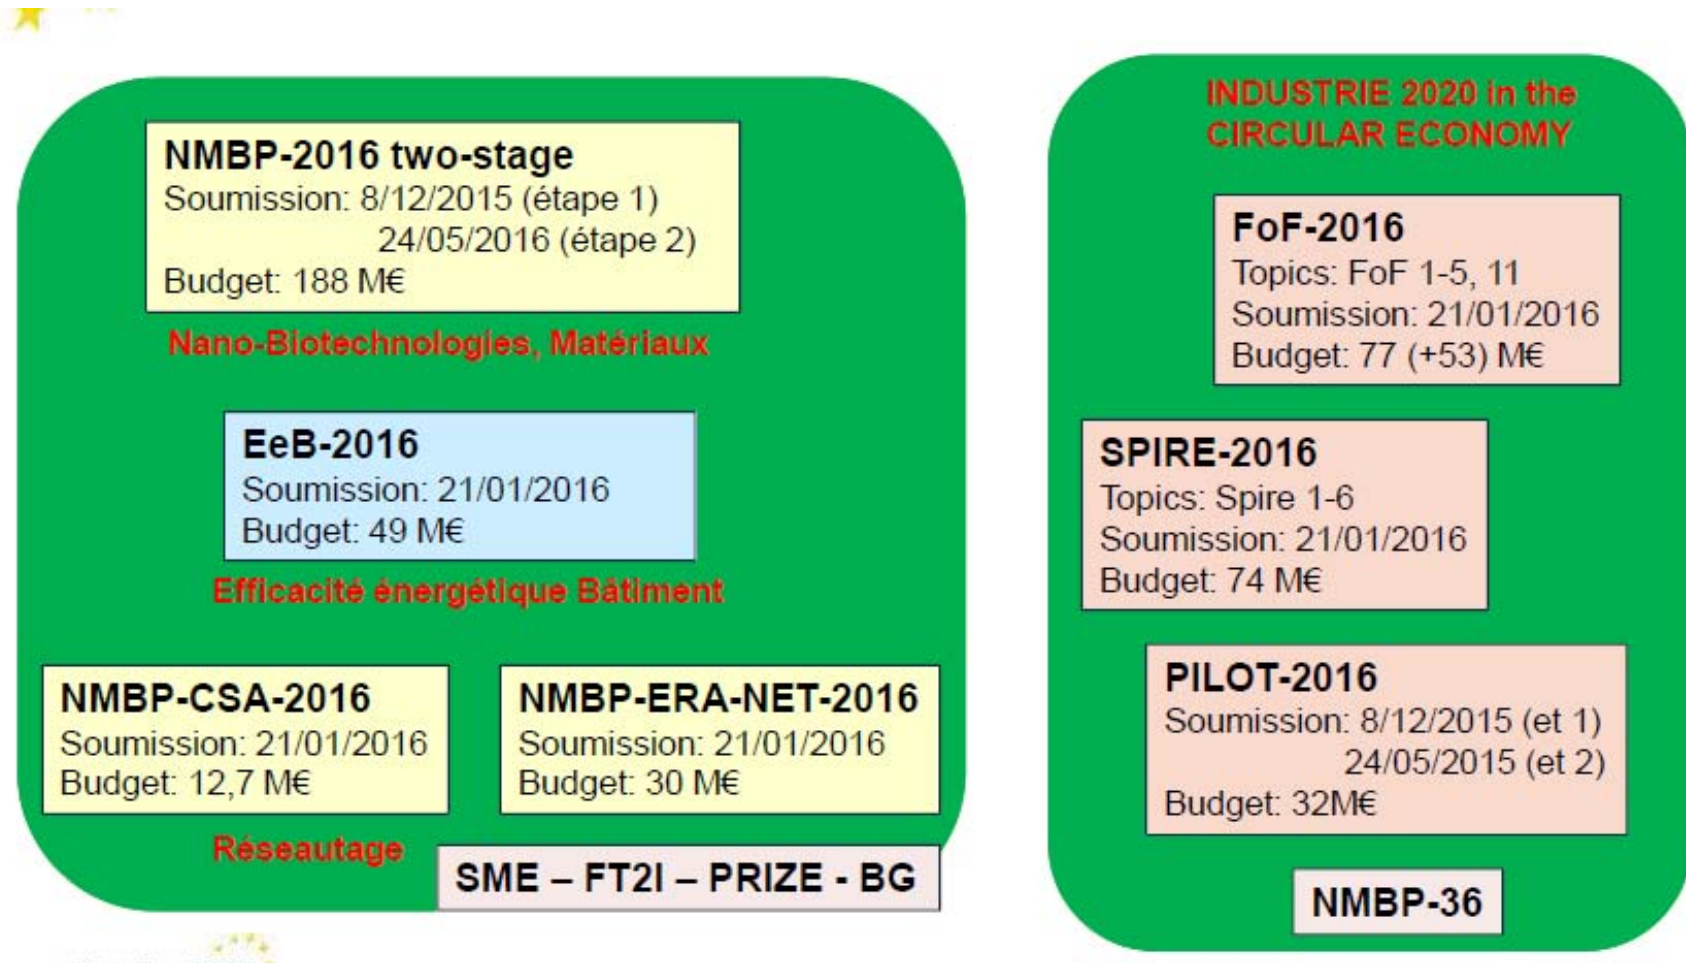 NMBP-2016 two-stage
Soumission: 8/12/2015 (étape 1)
24/05/2016 (étape 2)
Budget: 188 M€
Nano-Biotechnologies, Matériaux
EeB-2016
Soumission: 21/01/2016
Budget: 49 M€
Efficacité énergétique Bâtiment
NMBP-CSA-2016
Soumission: 21/01/2016
Budget: 12,7 M€
NMBP-ERA-NET-2016
Soumission: 21/01/2016
Budget: 30 M€
Réseautage
SME – FT2I – PRIZE - BG
INDUSTRIE 2020 in the
CIRCULAR ECONOMY
FoF-2016
Topics: FoF 1-5, 11
Soumission: 21/01/2016
Budget: 77 (+53) M€
SPIRE-2016
Topics: Spire 1-6
Soumission: 21/01/2016
Budget: 74 M€
PILOT-2016
Soumission: 8/12/2015 (et 1)
24/05/2015 (et 2)
Budget: 32M€
NMBP-36